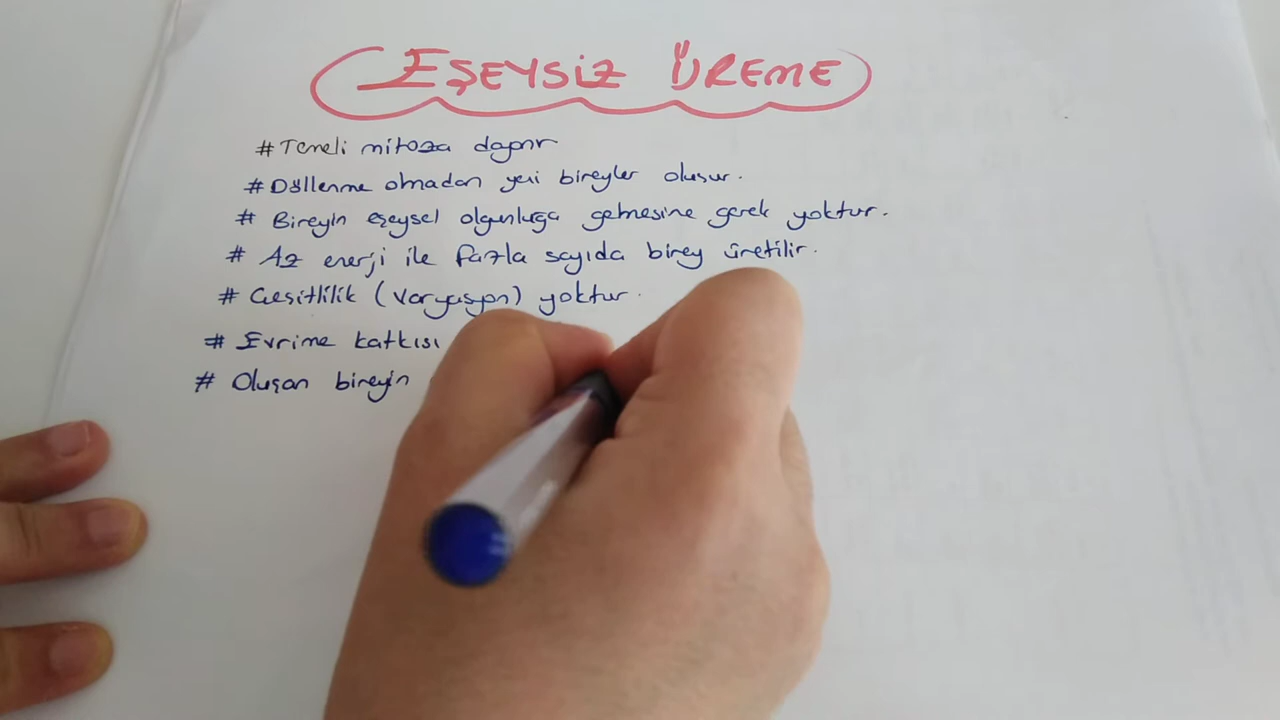 EŞEYSİZ ÜREME
# Temeli mitoza dayanır
# Döllenme olmadan yeni bireyler oluşur.
# Bireyin eşeysel olgunluğa gelmesine gerek yoktur.
# Az enerji ile fazla sayıda birey üretilir.
# Çeşitlilik (varyasyon) yoktur.
# Evrime katkısı
# Oluşan bireyin